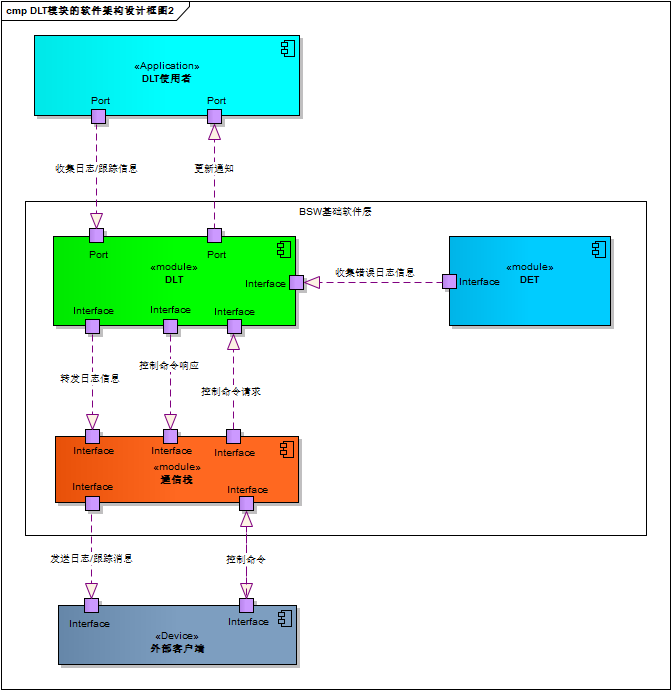 cmp DLT模块的软件架构设计框图2
«Application»
DLT使用者
Port
Port
收集日志/跟踪信息
更新通知
BSW基础软件层
Port
Port
«module»
DLT
Interface
Interface
Interface
Interface
收集错误日志信息
«module»
DET
Interface
转发日志信息
控制命令响应
控制命令请求
Interface
Interface
Interface
«module»
通信栈
Interface
Interface
发送日志/跟踪消息
控制命令
Interface
Interface
«Device»
外部客户端